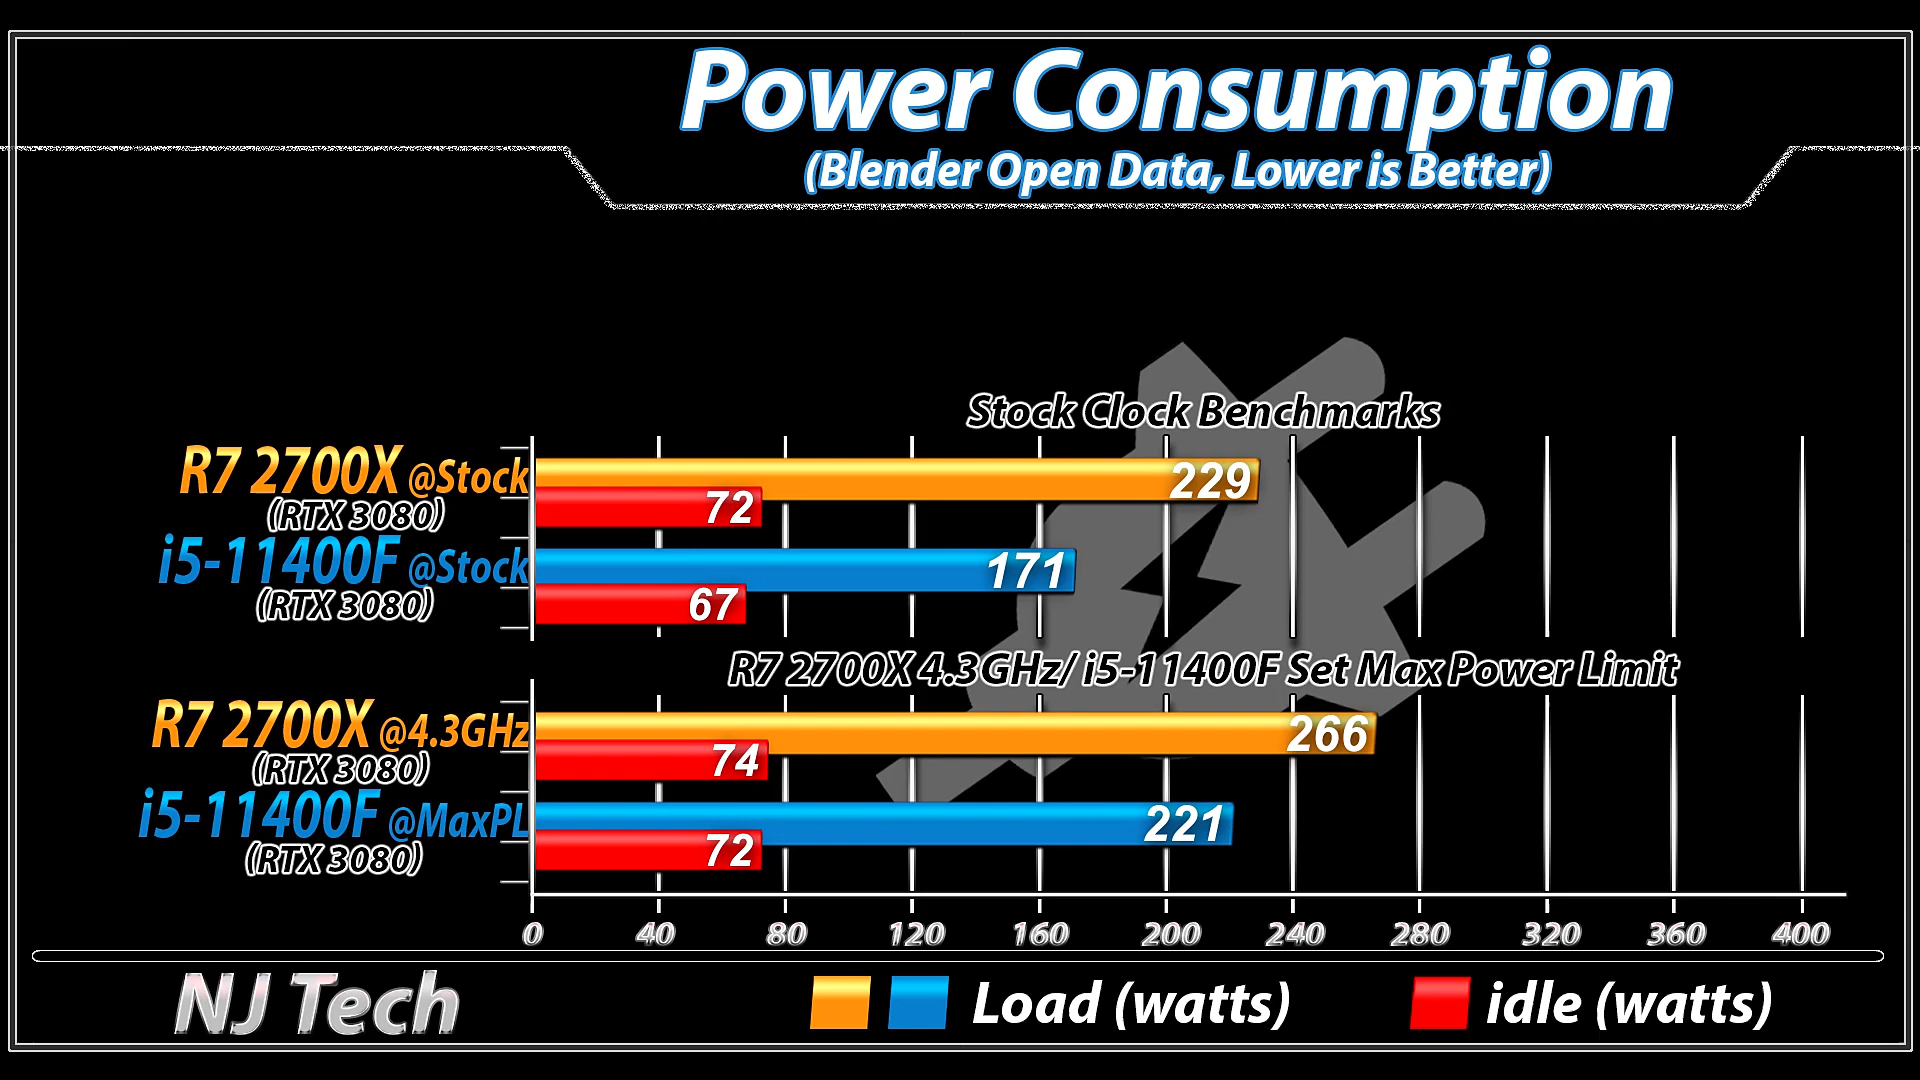 Power Consumption
(Blender Open Data, Lower is Better)
Stock Clock Benchmarks
R7 2700X @Stock
229
72
(RTX 3080)
i5-11400F @Stock
171
67
(RTX 3080)
R7 2700X 4.3GHz/ i5-11400F Set Max Power Limit
R7 2700X @4.3GHz
266
74
(RTX 3080)
i5-11400F @MaxPL
221
72
(RTX 3080)
0 40 80 120 160 200 240 280 320 360 400
NJ Tech
Load (watts)
idle (watts)